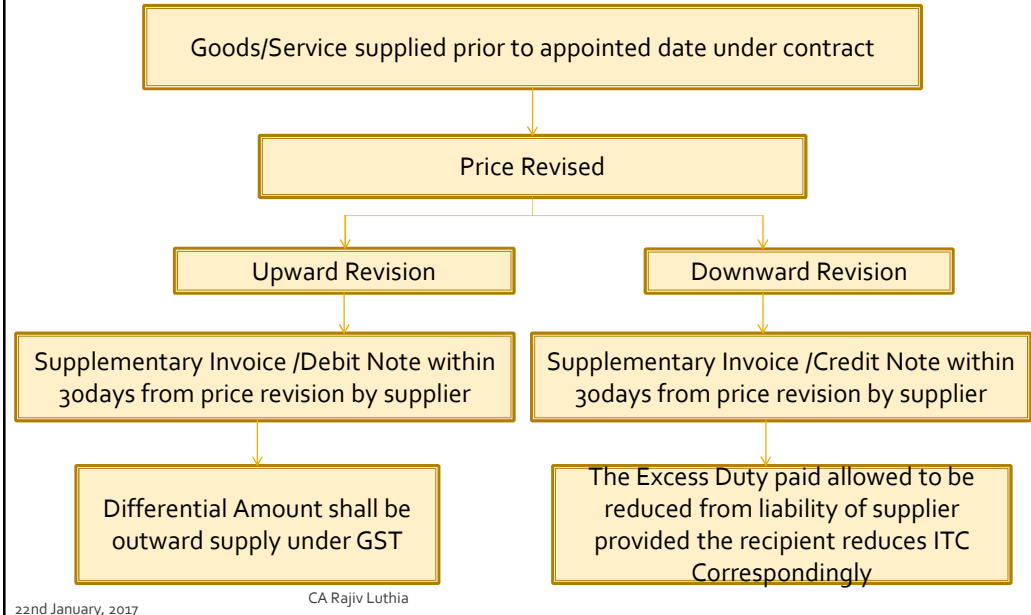 Goods/Service supplied prior to appointed date under contract
Price Revised
Upward Revision
Downward Revision
Supplementary Invoice /Debit Note within
30days from price revision by supplier
Supplementary Invoice /Credit Note within
30days from price revision by supplier
Differential Amount shall be
outward supply under GST
The Excess Duty paid allowed to be
reduced from liability of supplier
provided the recipient reduces ITC
Correspondingly
CA Rajiv Luthia
22nd January, 2017